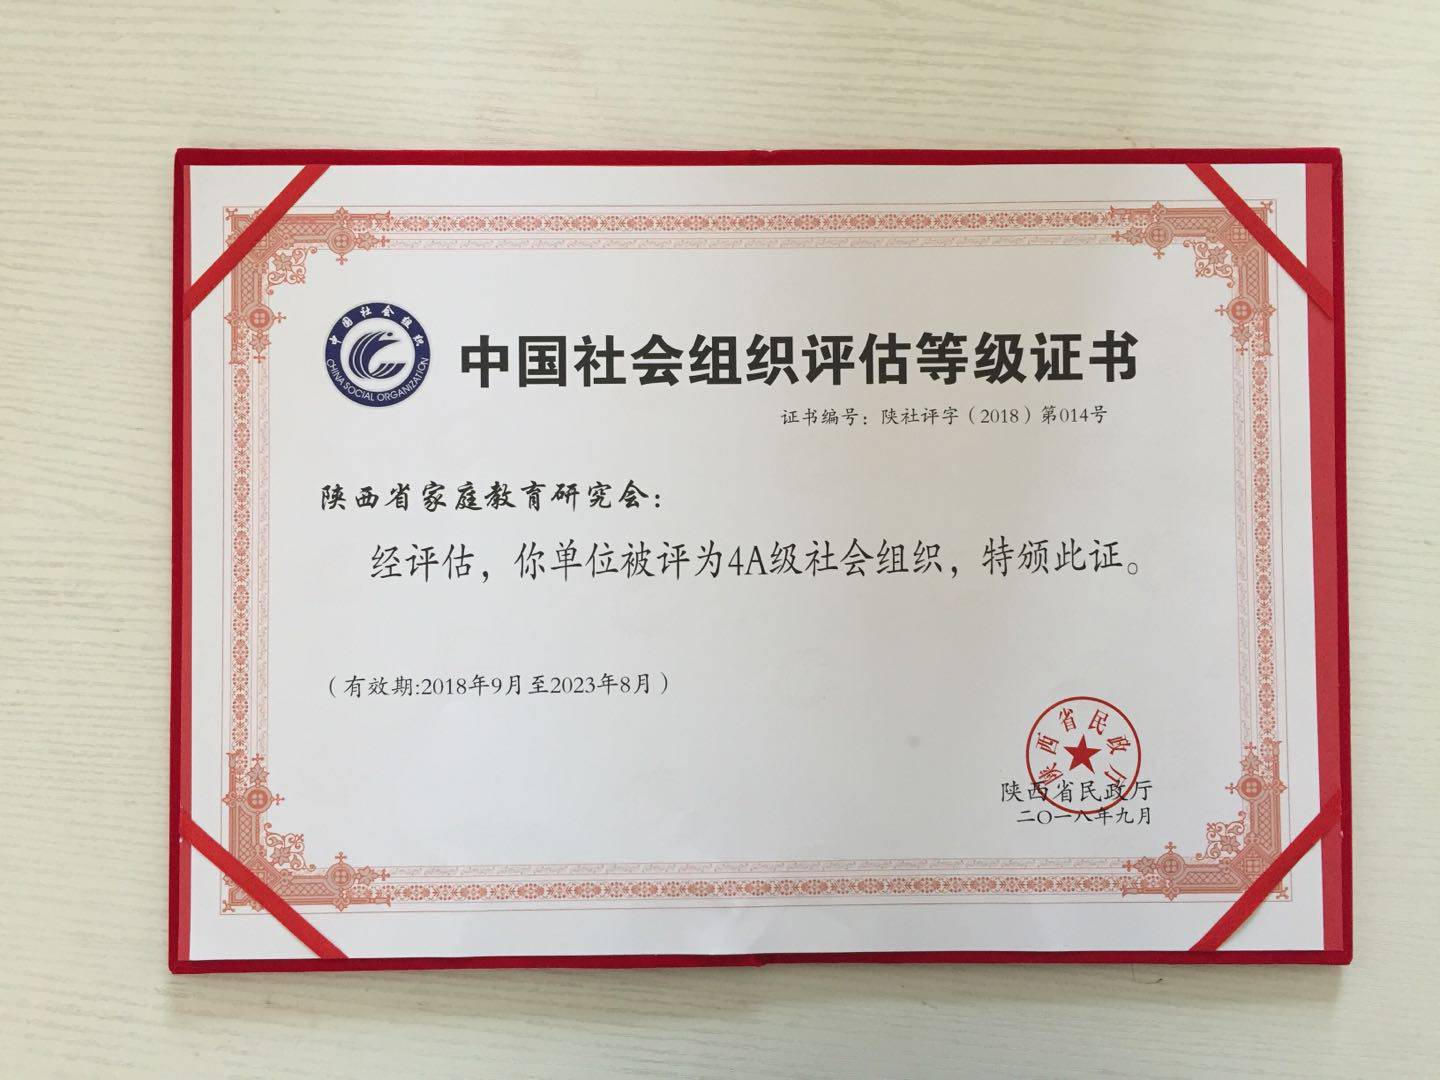 中国社会组织
CHINA SOCIAL ORGANIZATION
中国社会组织评估等级证书
证书编号：陕社评字（2018）第014号
陕西省家庭教育研究会：
经评估，你单位被评为4A级社会组织，特颁此证。
（有效期:2018年9月至2023年8月）
陕西省民政厅
陕西省民政厅
二〇一八年九月